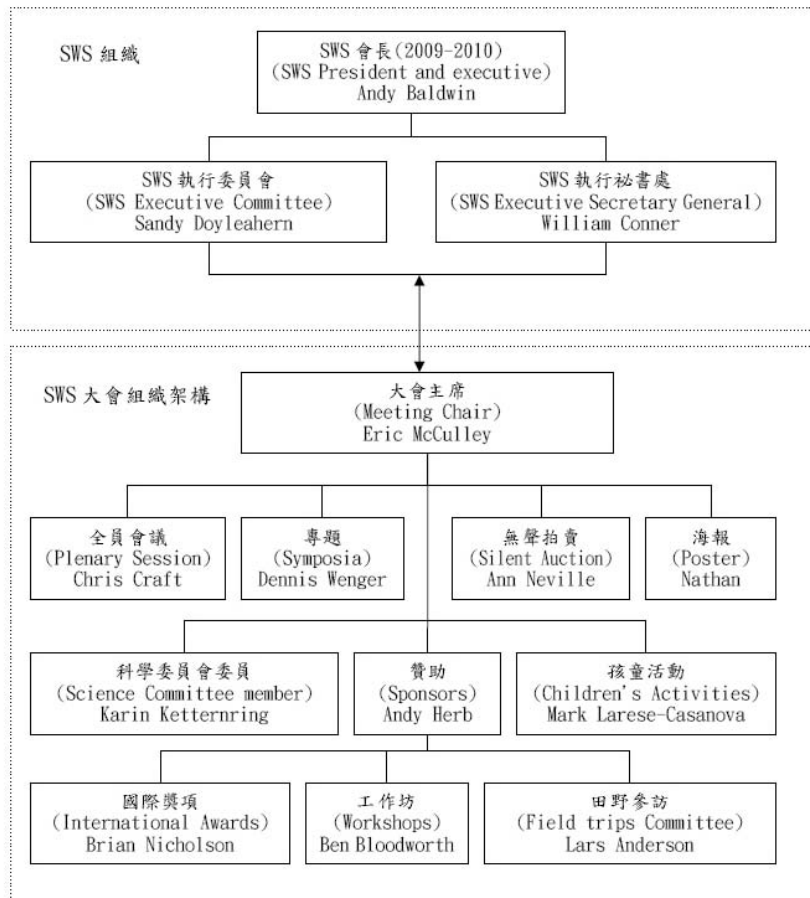 SWS 組織
SWS 會長(2009-2010)
(SWS President and executive)
Andy Baldwin
SWS 執行委員會
(SWS Executive Committee)
Sandy Doyleahern
SWS 執行祕書處
(SWS Executive Secretary General)
William Conner
SWS 大會組織架構
大會主席
(Meeting Chair)
Eric McCulley
全員會議
(Plenary Session)
Chris Craft
專題
(Symposia)
Dennis Wenger
無聲拍賣
(Silent Auction)
Ann Neville
海報
(Poster)
Nathan
科學委員會委員
(Science Committee member)
Karin Ketternring
贊助
(Sponsors)
Andy Herb
孩童活動
(Children's Activities)
Mark Larese-Casanova
國際獎項
(International Awards)
Brian Nicholson
工作坊
(Workshops)
Ben Bloodworth
田野參訪
(Field trips Committee)
Lars Anderson